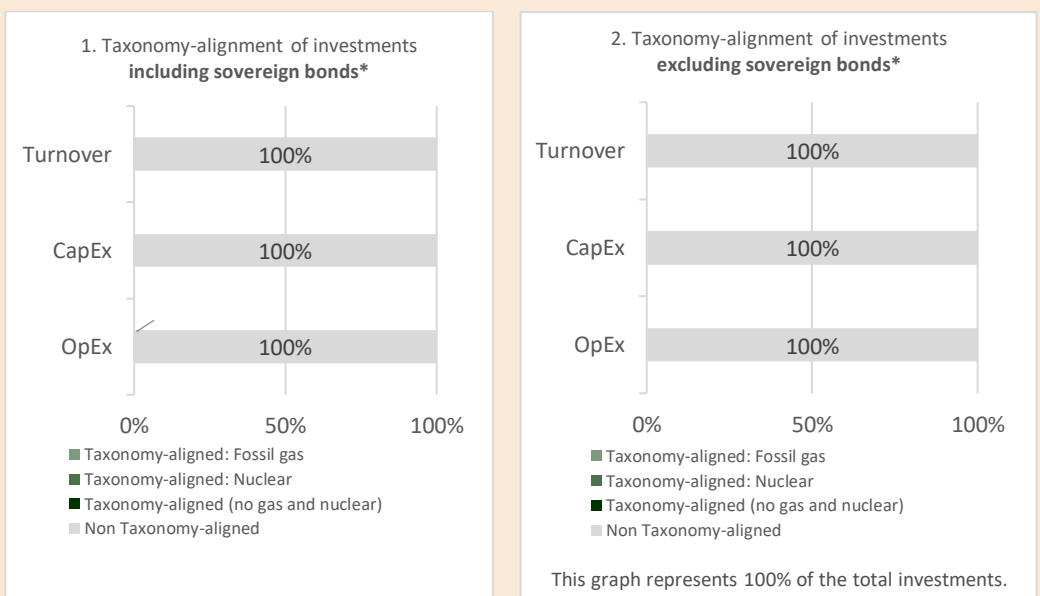 1. Taxonomy-alignment of investments
including sovereign bonds*
Turnover
100%
CapEx
100%
OpEx
100%
0%
50%
100%
Taxonomy-aligned: Fossil gas
Taxonomy-aligned: Nuclear
Taxonomy-aligned (no gas and nuclear)
Non Taxonomy-aligned
2. Taxonomy-alignment of investments
excluding sovereign bonds*
Turnover
100%
CapEx
100%
OpEx
100%
0%
50%
100%
Taxonomy-aligned: Fossil gas
Taxonomy-aligned: Nuclear
Taxonomy-aligned (no gas and nuclear)
Non Taxonomy-aligned
This graph represents 100% of the total investments.